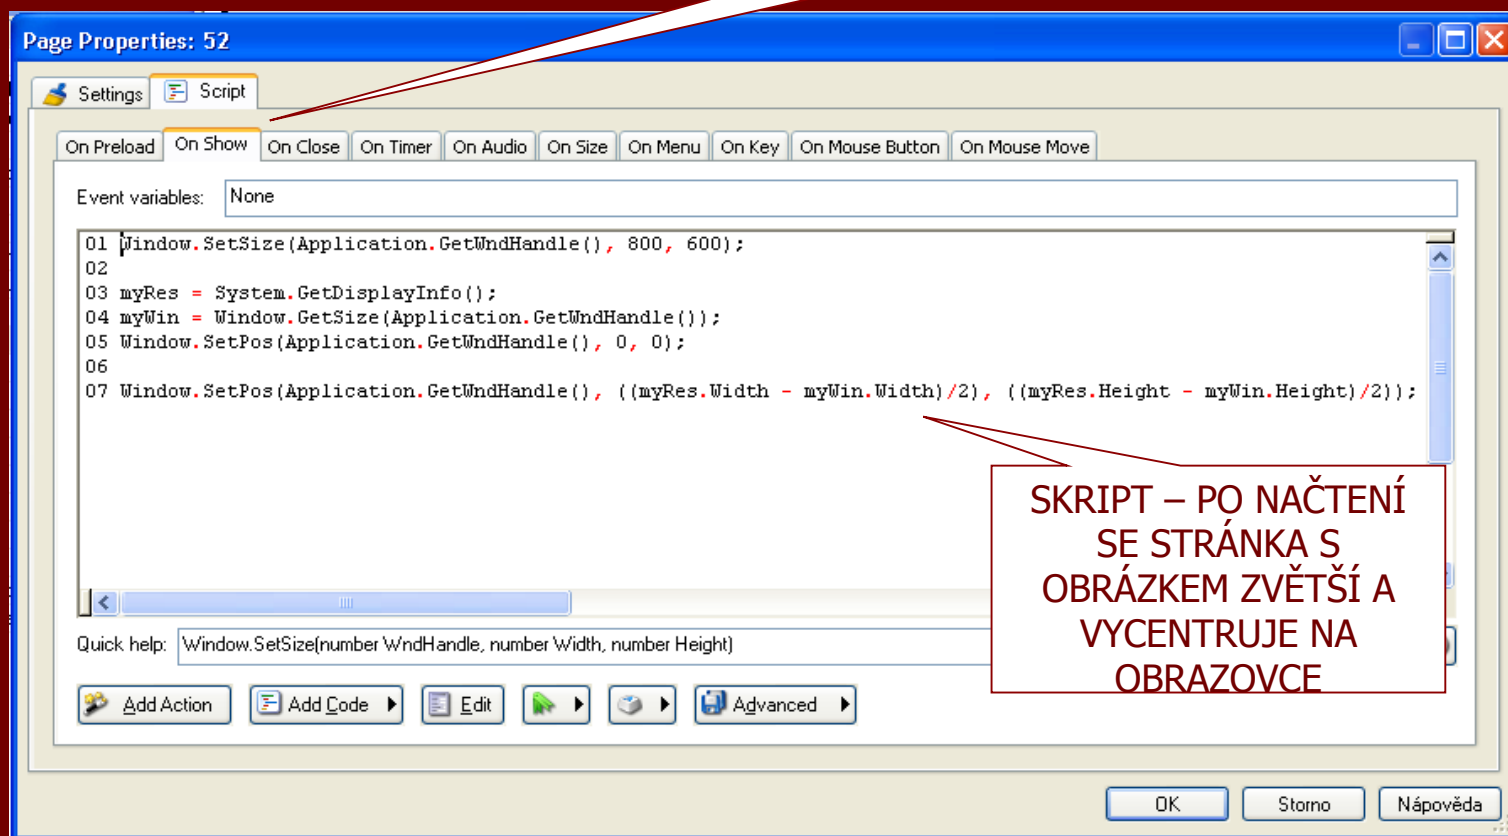 Page Properties: 52
Settings Script
On Preload On Show On Close On Timer On Audio On Size On Menu On Key On Mouse Button On Mouse Move
Event variables: None
01 Window.SetSize(Application.GetWndHandle(), 800, 600);
02
03 myRes = System.GetDisplayInfo();
04 myWin = Window.GetSize(Application.GetWndHandle());
05 Window.SetPos(Application.GetWndHandle(), 0, 0);
06
07 Window.SetPos(Application.GetWndHandle(), ((myRes.Width - myWin.Width)/2), ((myRes.Height - myWin.Height)/2));
SKRIPT – PO NAČTENÍ
SE STRÁNKA S
OBRÁZKEM ZVĚTŠÍ A
VYCENTRUJE NA
OBRAZOVCE
Quick help: Window.SetSize(number WndHandle, number Width, number Height)
Add Action Add Code Edit Advanced
OK Storno Nápověda